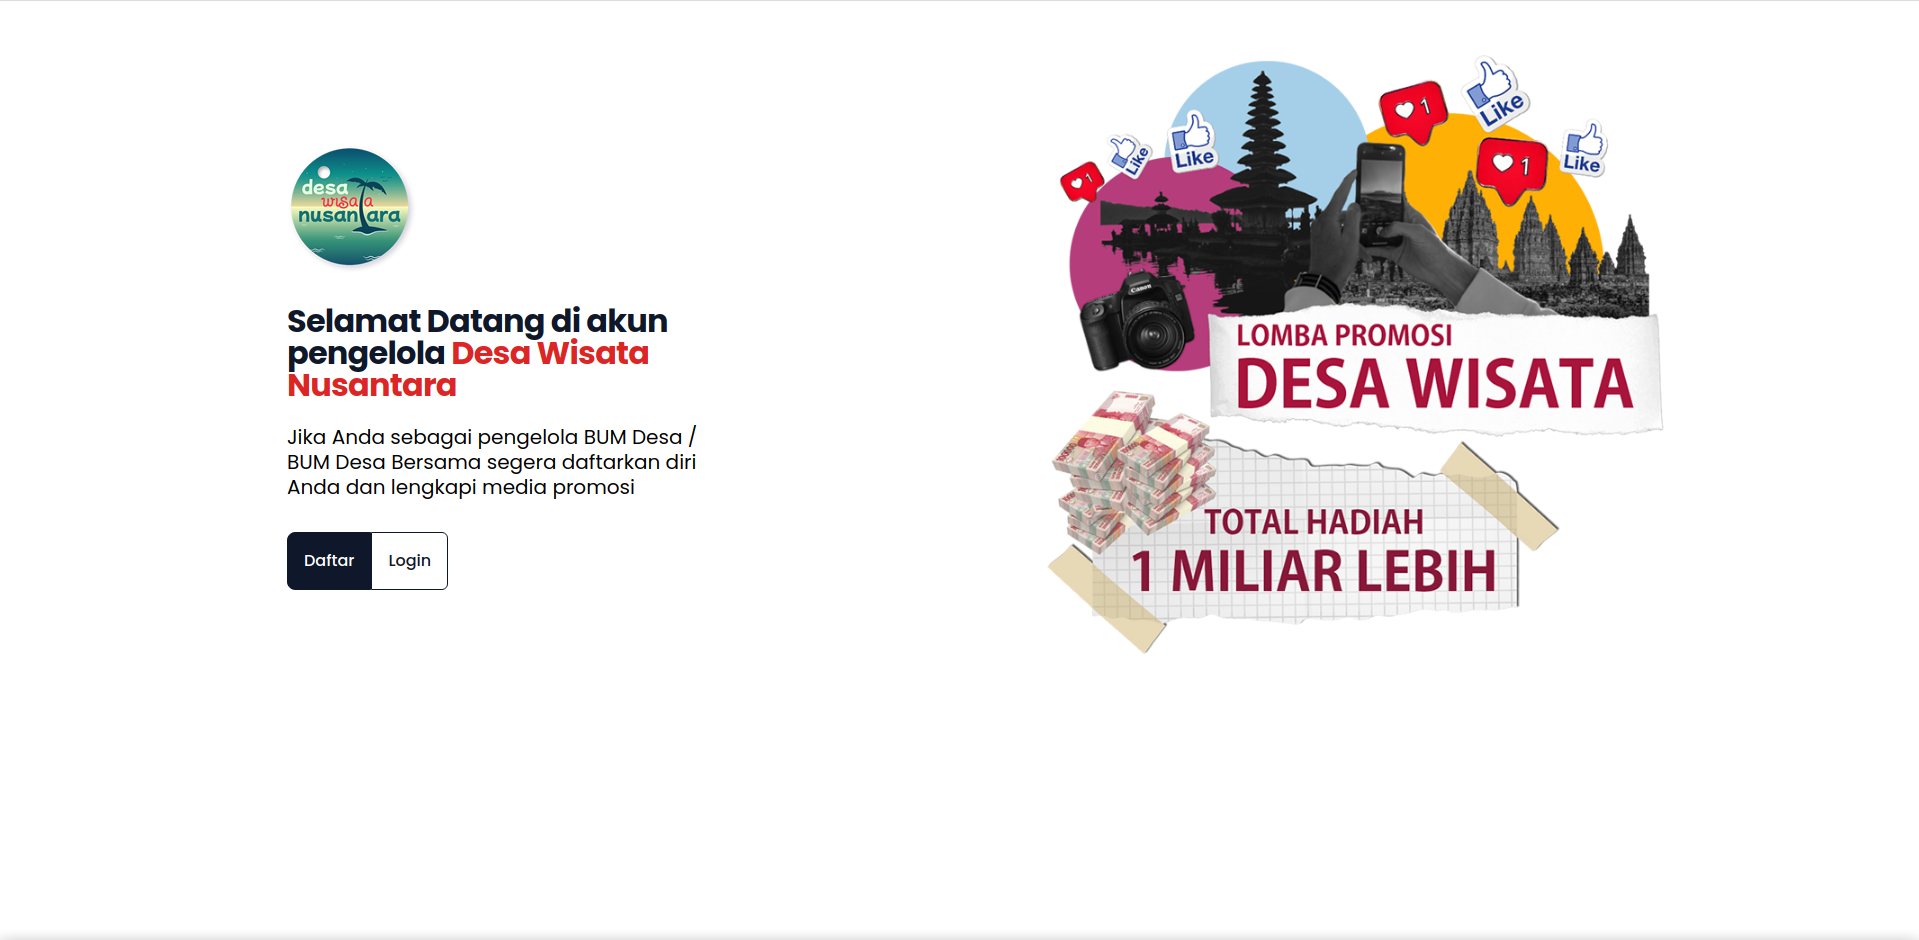 desa
wisata
nusantara
Selamat Datang di akun
pengelola Desa Wisata
Nusantara
Jika Anda sebagai pengelola BUM Desa /
BUM Desa Bersama segera daftarkan diri
Anda dan lengkapi media promosi
Daftar
Login
1
Like
Like
1
Like
1
Like
Canon
LOMBA PROMOSI
DESA WISATA
TOTAL HADIAH
1 MILIAR LEBIH